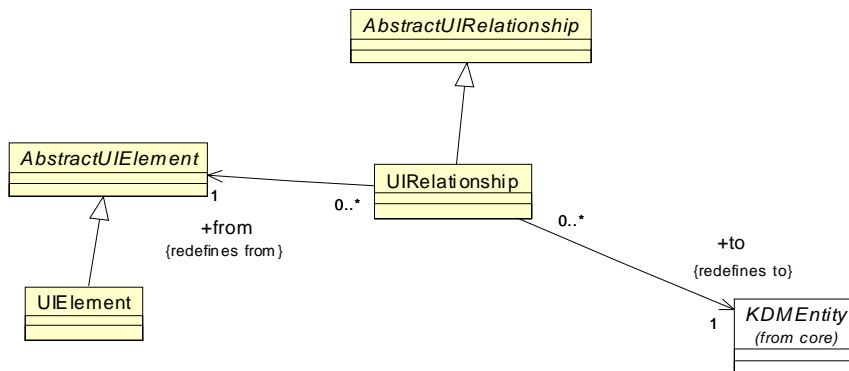 AbstractUIRelationship
AbstractUIElement
UIRelationship
1
0..*
+from
{redefines from}
0..*
+to
{redefines to}
UIElement
1
KDMEntity
(from core)